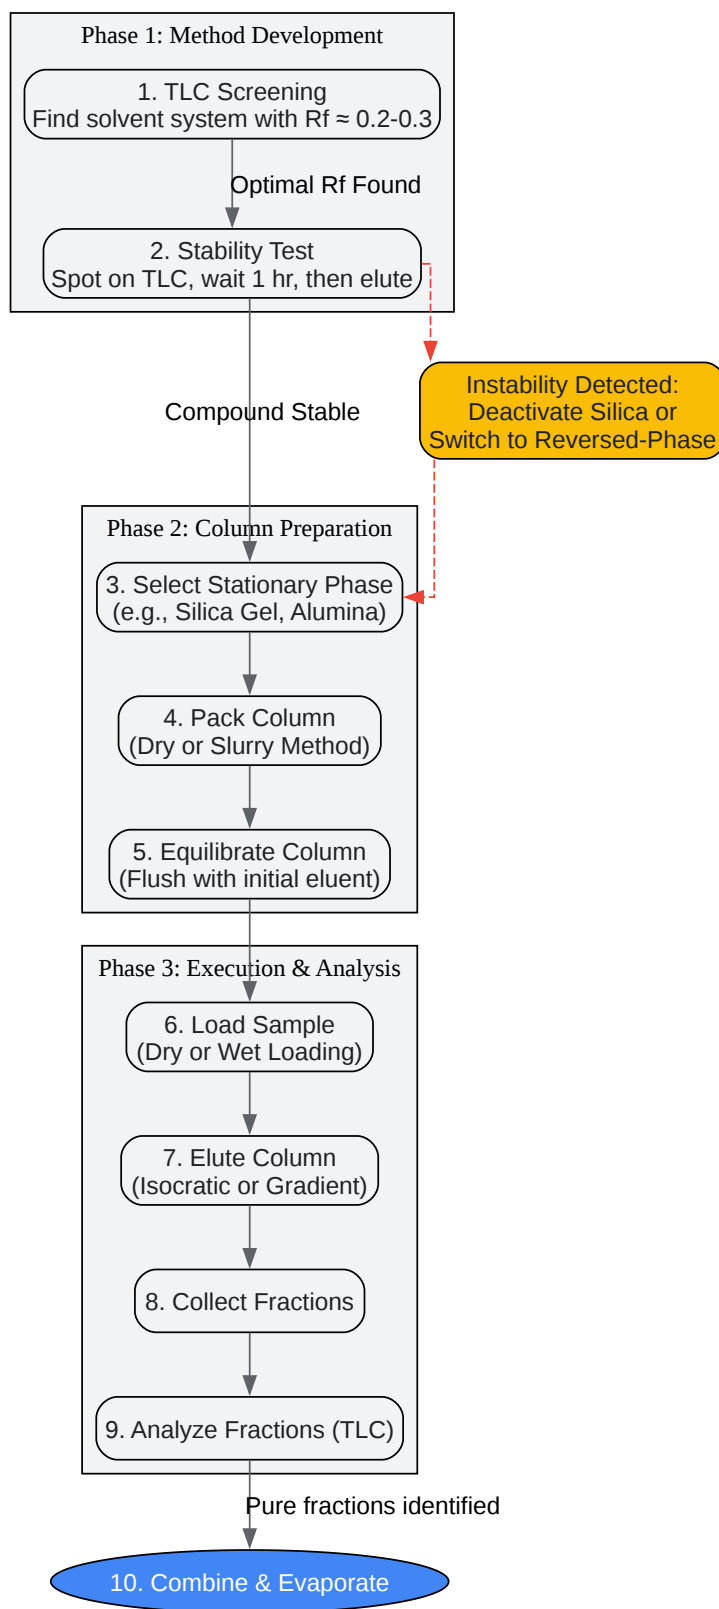 Phase 1: Method Development
1. TLC Screening
Find solvent system with Rf ≈ 0.2-0.3
Optimal Rf Found
2. Stability Test
Spot on TLC, wait 1 hr, then elute
Instability Detected:
Deactivate Silica or
Switch to Reversed-Phase
Compound Stable
Phase 2: Column Preparation
3. Select Stationary Phase
(e.g., Silica Gel, Alumina)
4. Pack Column
(Dry or Slurry Method)
5. Equilibrate Column
(Flush with initial eluent)
Phase 3: Execution & Analysis
6. Load Sample
(Dry or Wet Loading)
7. Elute Column
(Isocratic or Gradient)
8. Collect Fractions
9. Analyze Fractions (TLC)
Pure fractions identified
10. Combine & Evaporate